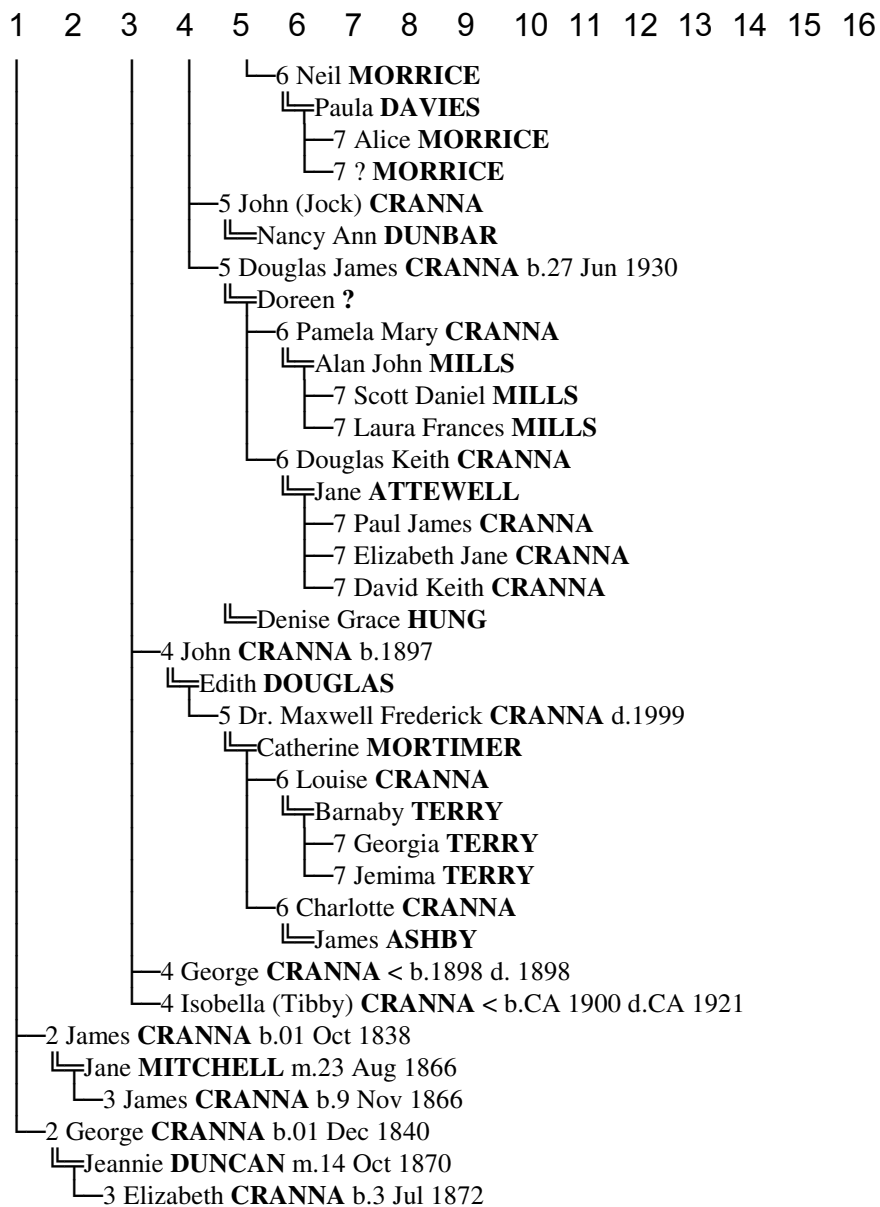 1 2 3 4 5 6 7 8 9 10 11 12 13 14 15 16
6 Neil MORRICE
Paula DAVIES
7 Alice MORRICE
7 ? MORRICE
5 John (Jock) CRANNA
Nancy Ann DUNBAR
5 Douglas James CRANNA b.27 Jun 1930
Doreen ?
6 Pamela Mary CRANNA
Alan John MILLS
7 Scott Daniel MILLS
7 Laura Frances MILLS
6 Douglas Keith CRANNA
Jane ATTEWELL
7 Paul James CRANNA
7 Elizabeth Jane CRANNA
7 David Keith CRANNA
Denise Grace HUNG
4 John CRANNA b.1897
Edith DOUGLAS
5 Dr. Maxwell Frederick CRANNA d.1999
Catherine MORTIMER
6 Louise CRANNA
Barnaby TERRY
7 Georgia TERRY
7 Jemima TERRY
6 Charlotte CRANNA
James ASHBY
4 George CRANNA < b.1898 d. 1898
4 Isobella (Tibby) CRANNA < b.CA 1900 d.CA 1921
2 James CRANNA b.01 Oct 1838
Jane MITCHELL m.23 Aug 1866
3 James CRANNA b.9 Nov 1866
2 George CRANNA b.01 Dec 1840
Jeannie DUNCAN m.14 Oct 1870
3 Elizabeth CRANNA b.3 Jul 1872